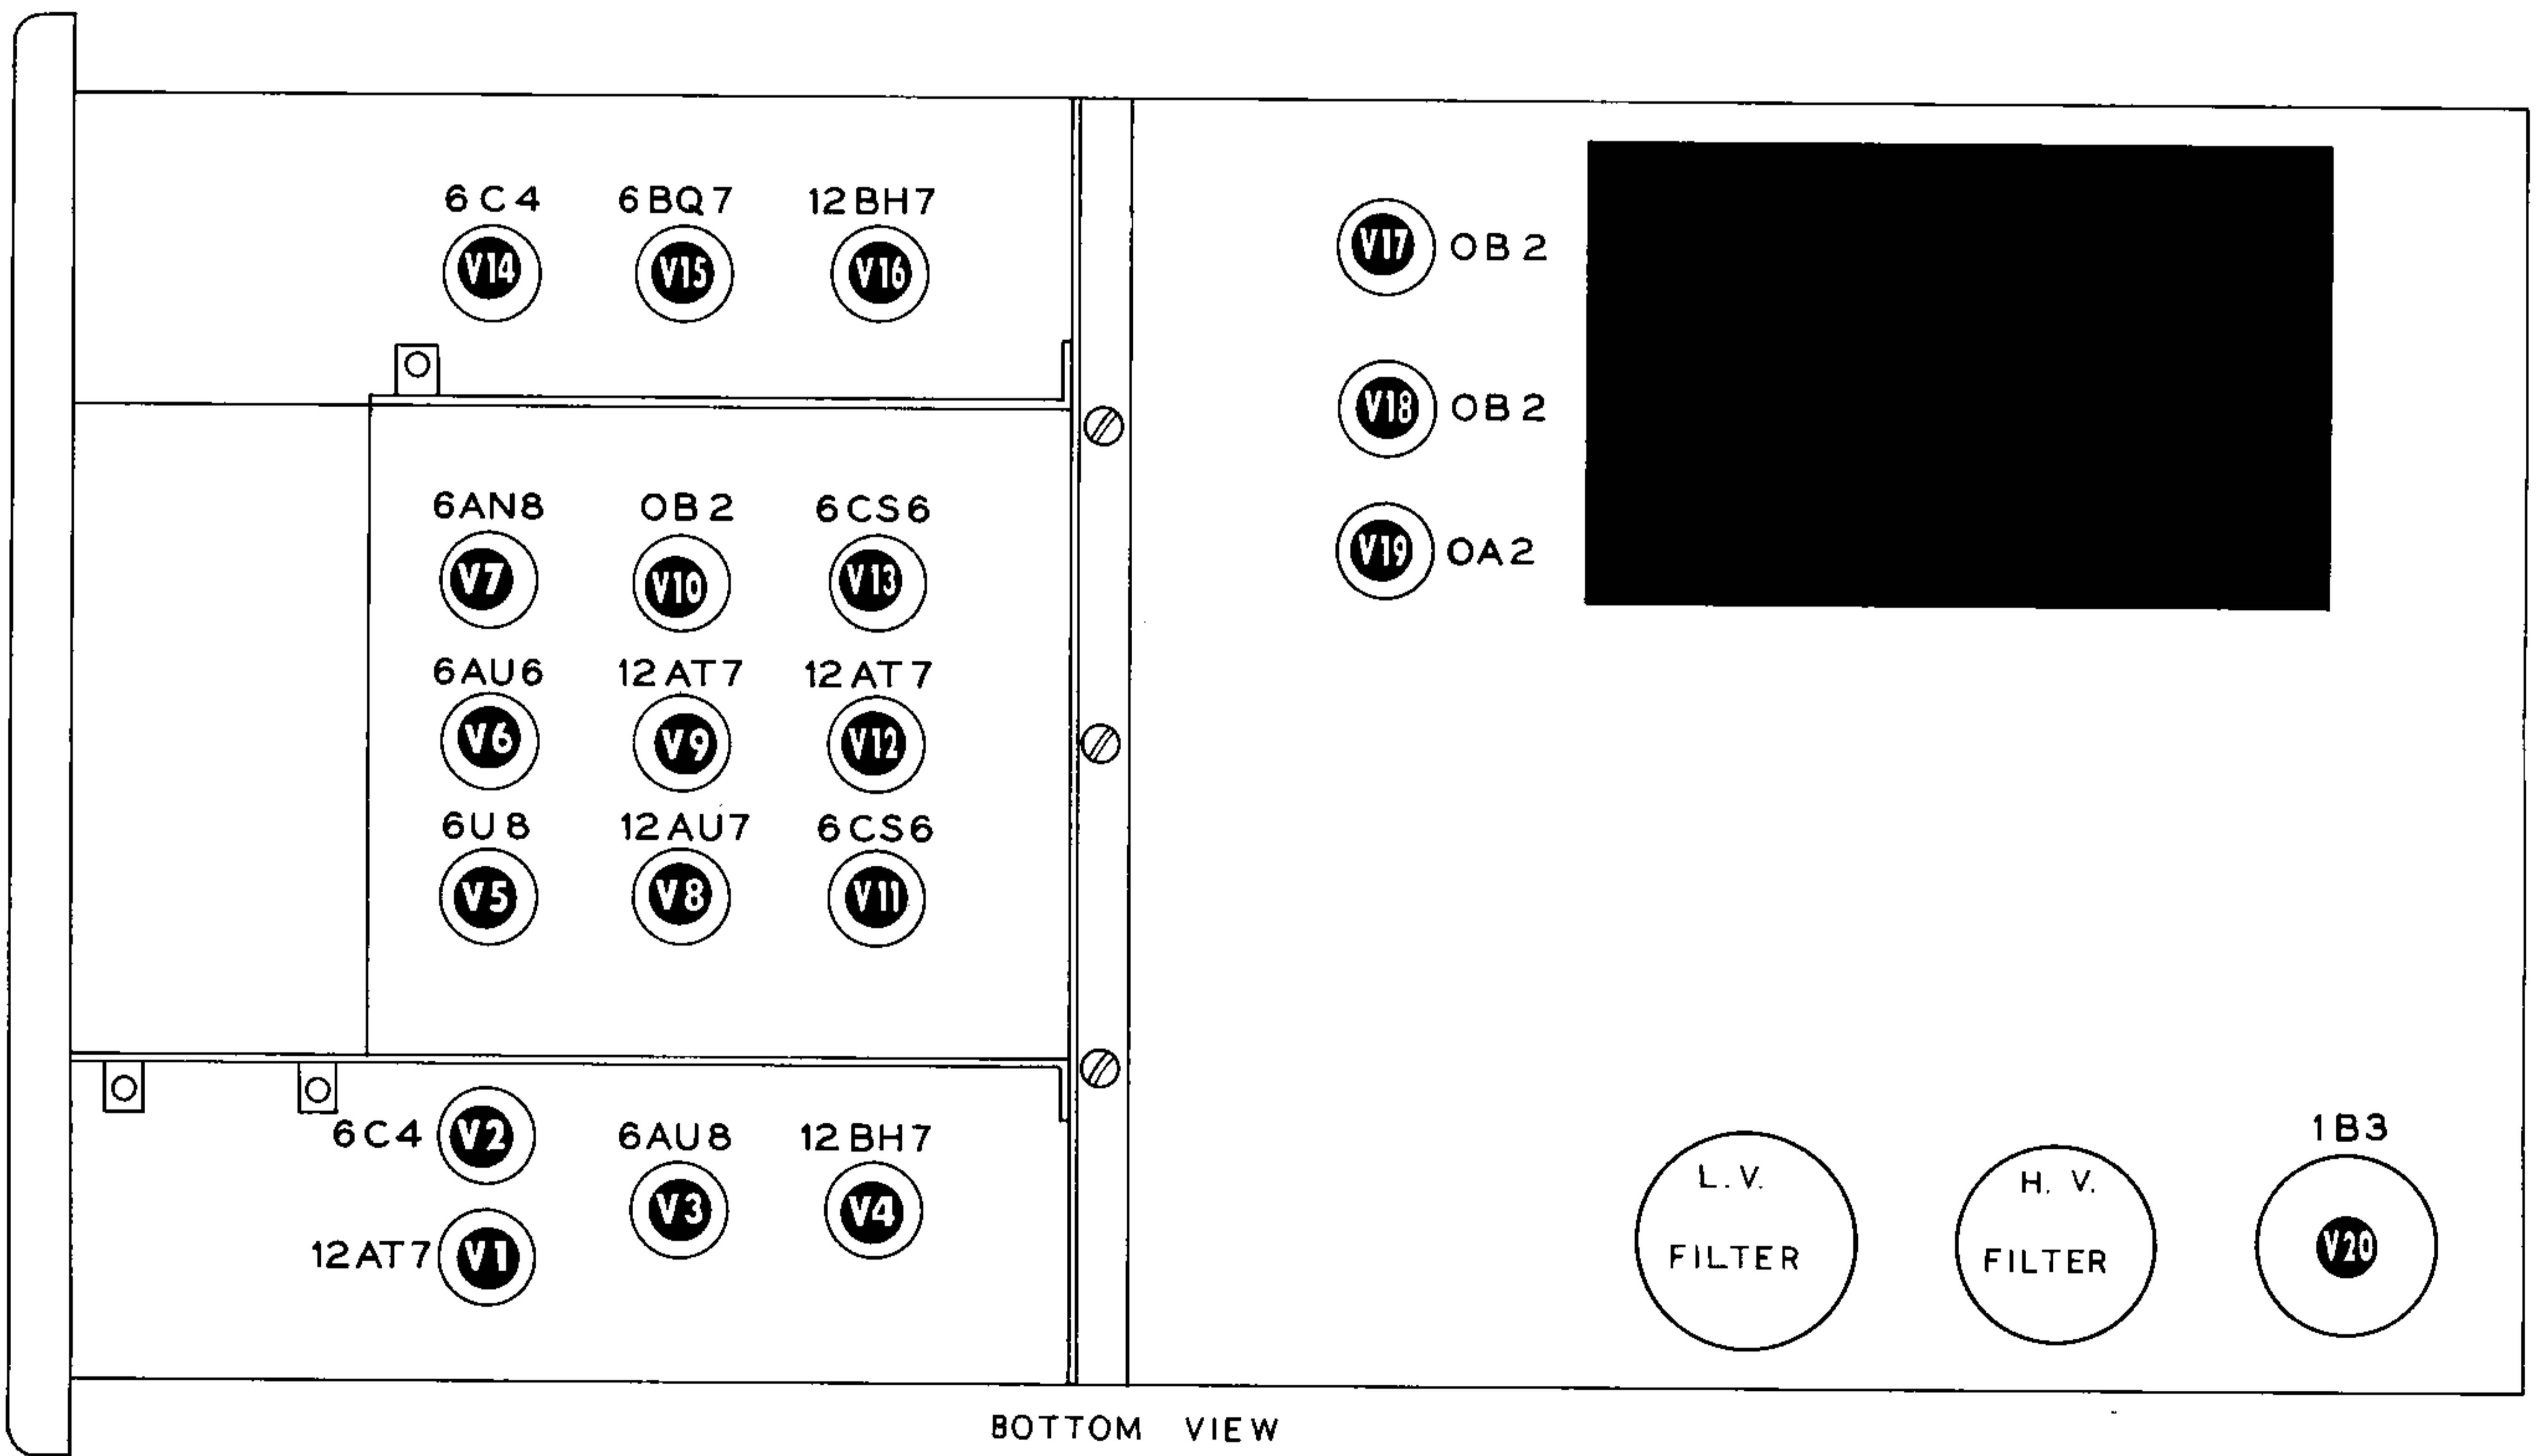 6C4 6BQ7 12BH7
V14 V15 V16
V17 OB2
V18 OB2
V19 OA2
6AN8 OB2 6CS6
V7 V10 V13
6AU6 12AT7 12AT7
V6 V9 V12
6U8 12AU7 6CS6
V5 V8 V11
6C4 V2
12AT7 V1
6AU8 12BH7
V3 V4
L.V.
FILTER
H. V.
FILTER
1B3
V20
BOTTOM VIEW